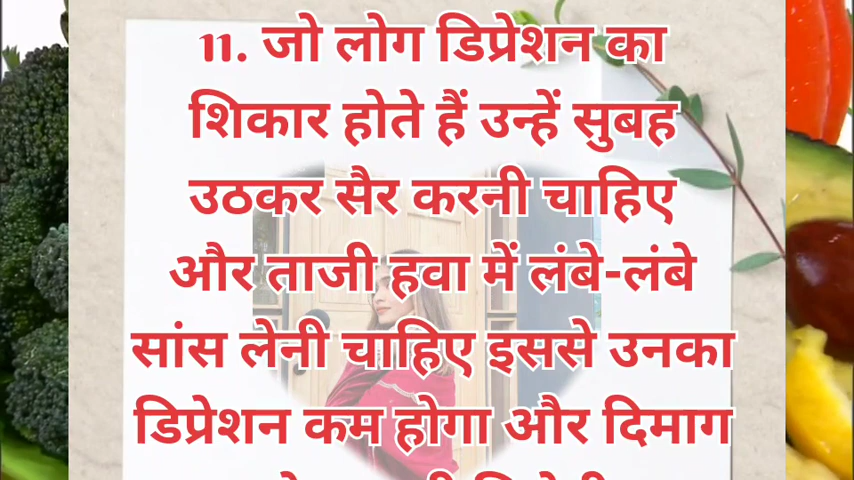 11. जो लोग डिप्रेशन का
शिकार होते हैं उन्हें सुबह
उठकर सैर करनी चाहिए
और ताजी हवा में लंबे-लंबे
सांस लेनी चाहिए इससे उनका
डिप्रेशन कम होगा और दिमाग